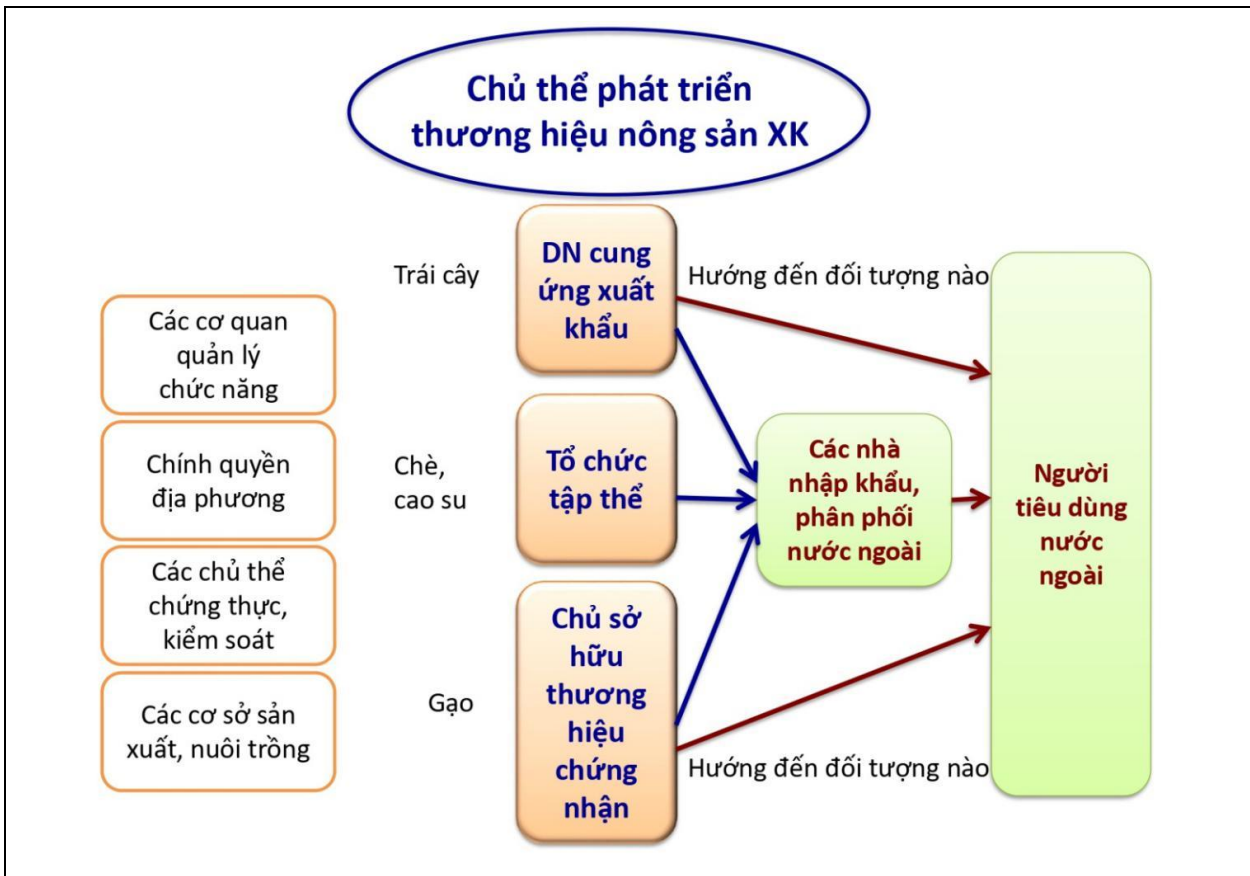 Chủ thể phát triển
thương hiệu nông sản XK
Các cơ quan
quản lý
chức năng
Chính quyền
địa phương
Các chủ thể
chứng thực,
kiểm soát
Các cơ sở sản
xuất, nuôi trồng
Trái cây
Chè,
cao su
Gạo
DN cung
ứng xuất
khẩu
Tổ chức
tập thể
Chủ sở
hữu
thương
hiệu
chứng
nhận
Hướng đến đối tượng nào
Các nhà
nhập khẩu,
phân phối
nước ngoài
Hướng đến đối tượng nào
Người
tiêu dùng
nước
ngoài